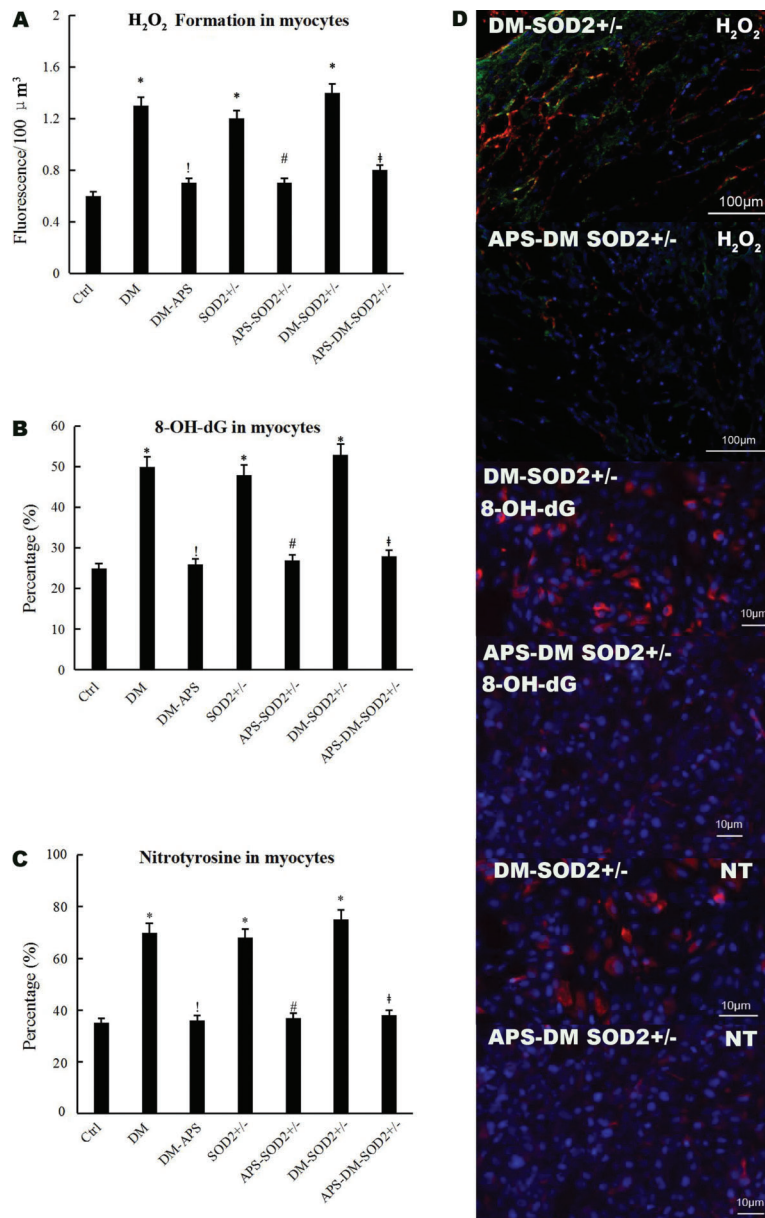 A
H₂O₂ Formation in myocytes
Fluorescence/100 μ m³
2
1.6
1.2
0.8
0.4
0
*
!
*
#
*
ǂ
Ctrl
DM
DM-APS
SOD2+/-
APS-SOD2+/-
DM-SOD2+/-
APS-DM-SOD2+/-
B
8-OH-dG in myocytes
Percentage (%)
60
50
40
30
20
10
0
*
!
*
#
*
ǂ
Ctrl
DM
DM-APS
SOD2+/-
APS-SOD2+/-
DM-SOD2+/-
APS-DM-SOD2+/-
C
Nitrotyrosine in myocytes
Percentage (%)
100
80
60
40
20
0
*
!
*
#
*
ǂ
Ctrl
DM
DM-APS
SOD2+/-
APS-SOD2+/-
DM-SOD2+/-
APS-DM-SOD2+/-
D
DM-SOD2+/- H₂O₂
100μm
APS-DM SOD2+/- H₂O₂
100μm
DM-SOD2+/-
8-OH-dG
10μm
APS-DM SOD2+/-
8-OH-dG
10μm
DM-SOD2+/- NT
10μm
APS-DM SOD2+/- NT
10μm